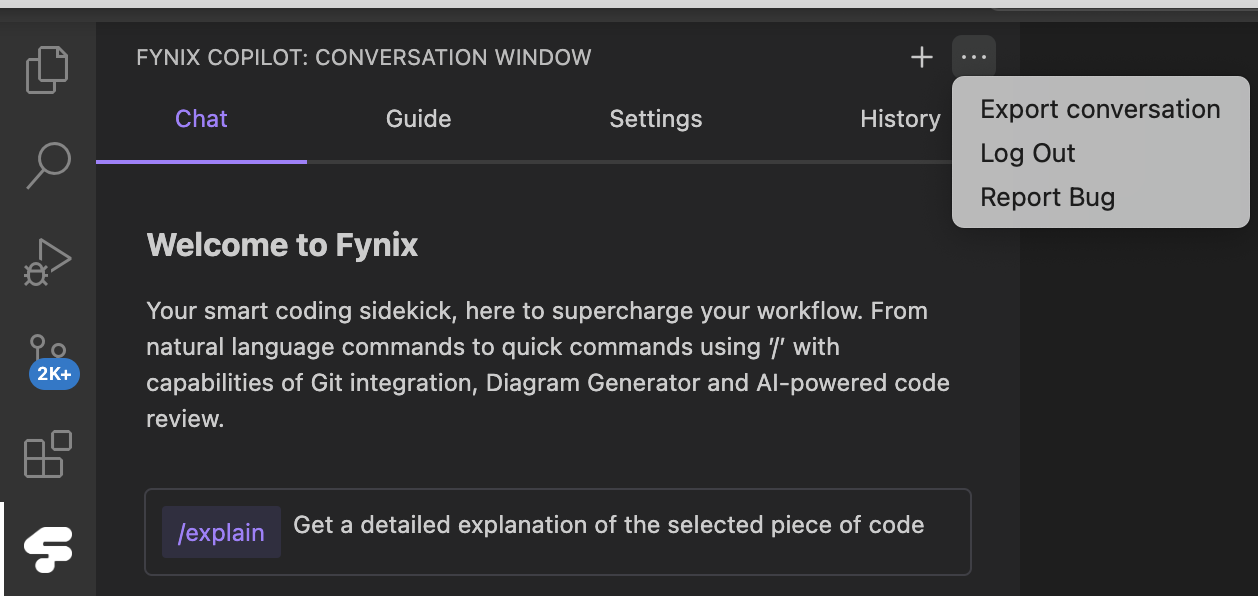 FYNIX COPILOT: CONVERSATION WINDOW
Chat
Guide
Settings
History
Export conversation
Log Out
Report Bug
Welcome to Fynix
Your smart coding sidekick, here to supercharge your workflow. From
natural language commands to quick commands using '/' with
capabilities of Git integration, Diagram Generator and AI-powered code
review.
/explain
Get a detailed explanation of the selected piece of code
2K+